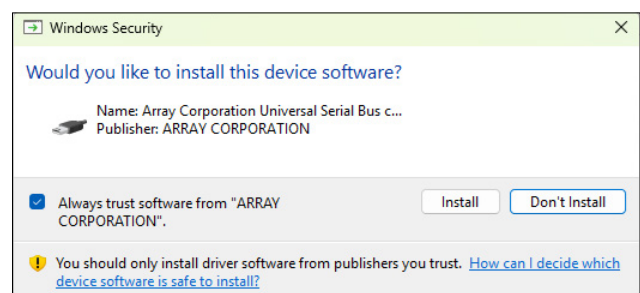 Windows Security
Would you like to install this device software?
Name: Array Corporation Universal Serial Bus c...
Publisher: ARRAY CORPORATION
Always trust software from "ARRAY
CORPORATION".
Install
Don't Install
You should only install driver software from publishers you trust. How can I decide which
device software is safe to install?